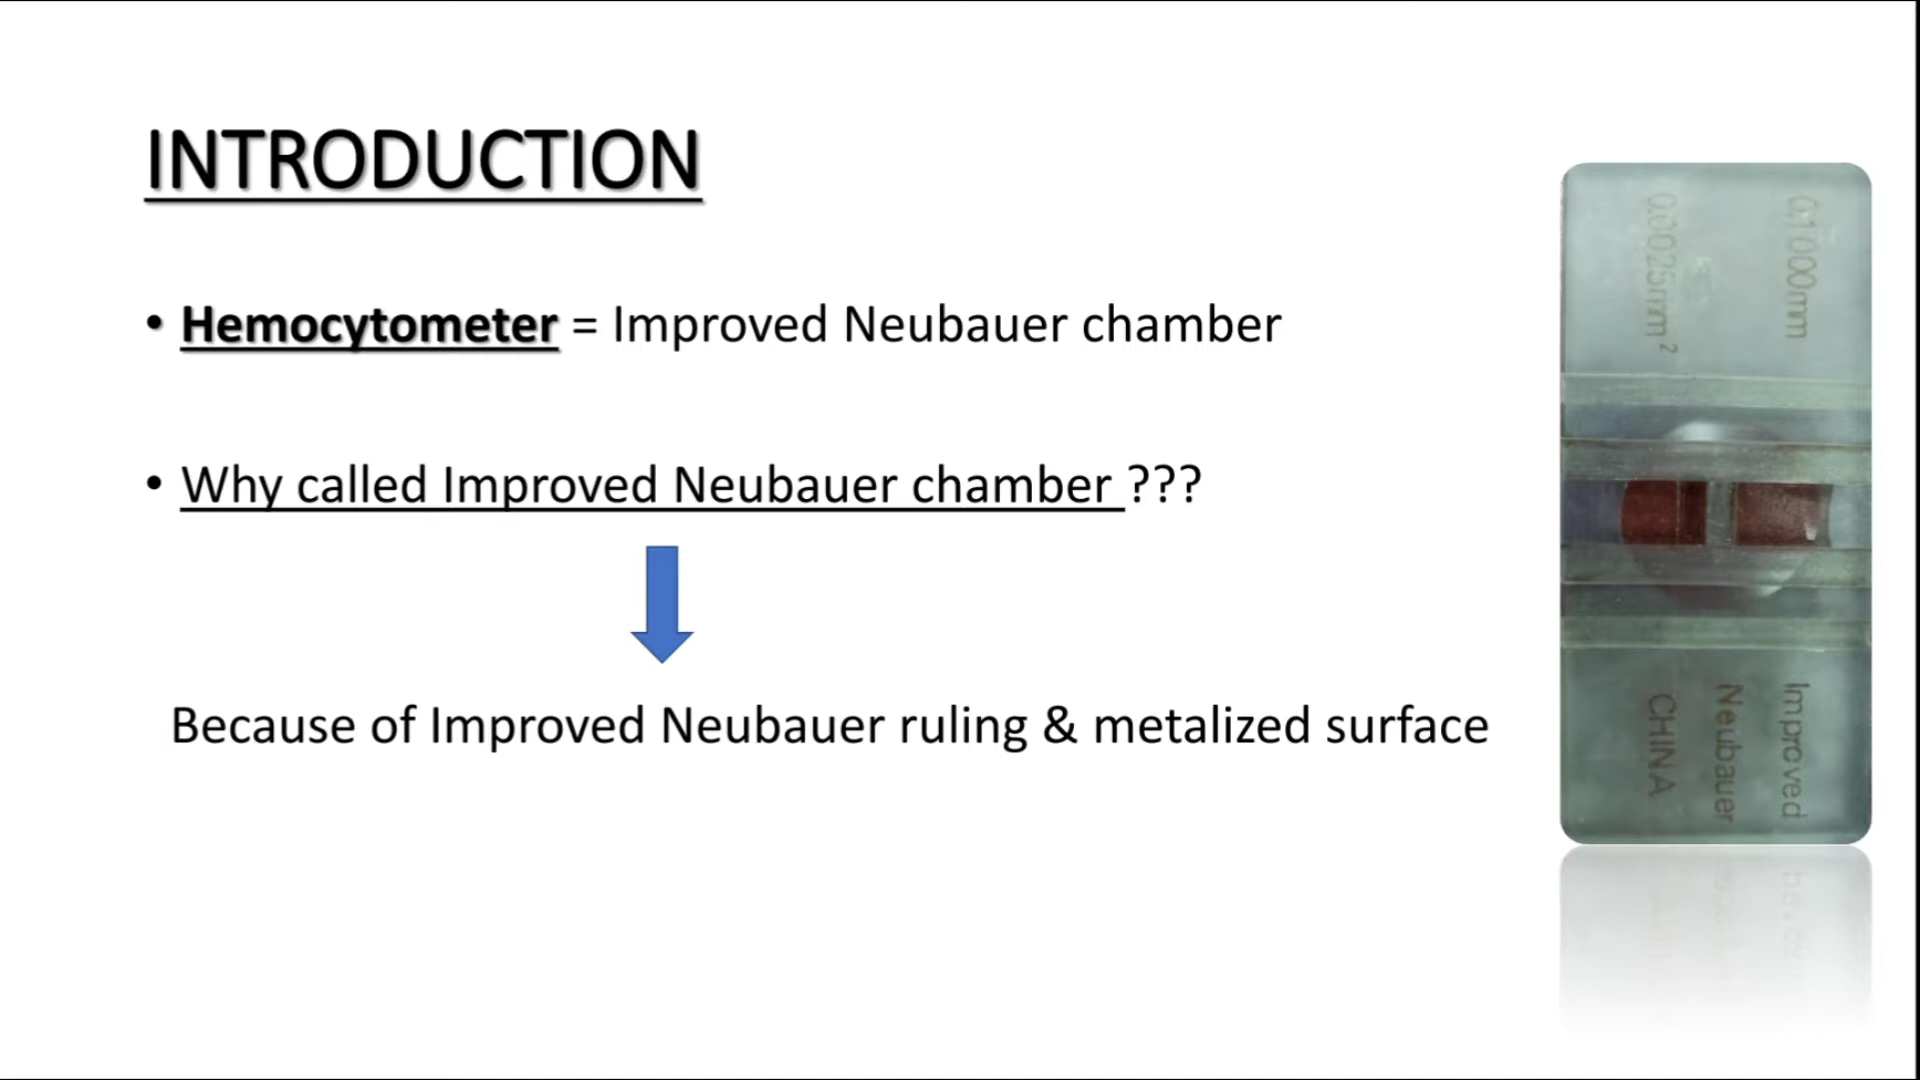 INTRODUCTION
• Hemocytometer = Improved Neubauer chamber
• Why called Improved Neubauer chamber ???
Because of Improved Neubauer ruling & metalized surface
0.1000mm
0.0025mm²
Improved
Neubauer
CHINA